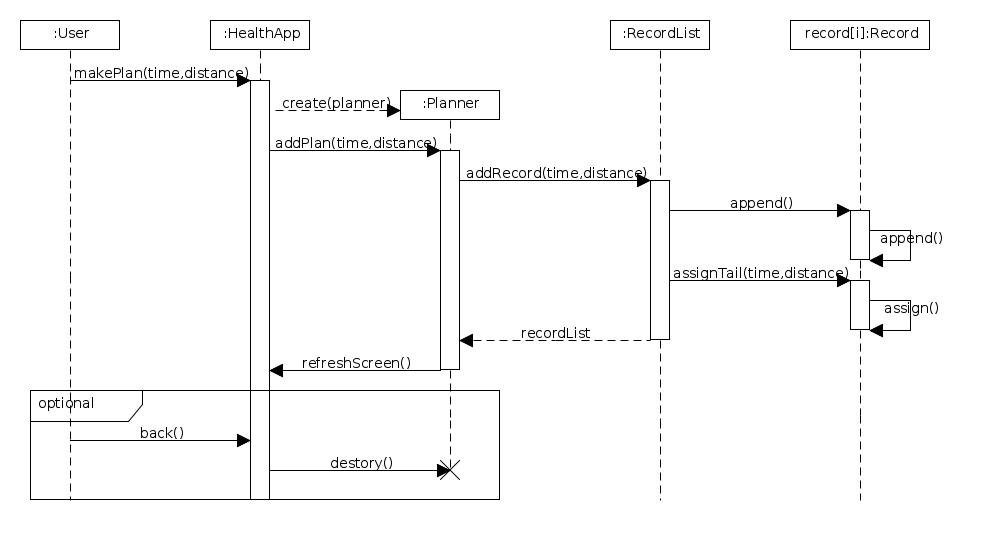 :User
:HealthApp
:RecordList
record[i]:Record
makePlan(time,distance)
create(planner)
:Planner
addPlan(time,distance)
addRecord(time,distance)
append()
append()
assignTail(time,distance)
assign()
recordList
refreshScreen()
optional
back()
destory()